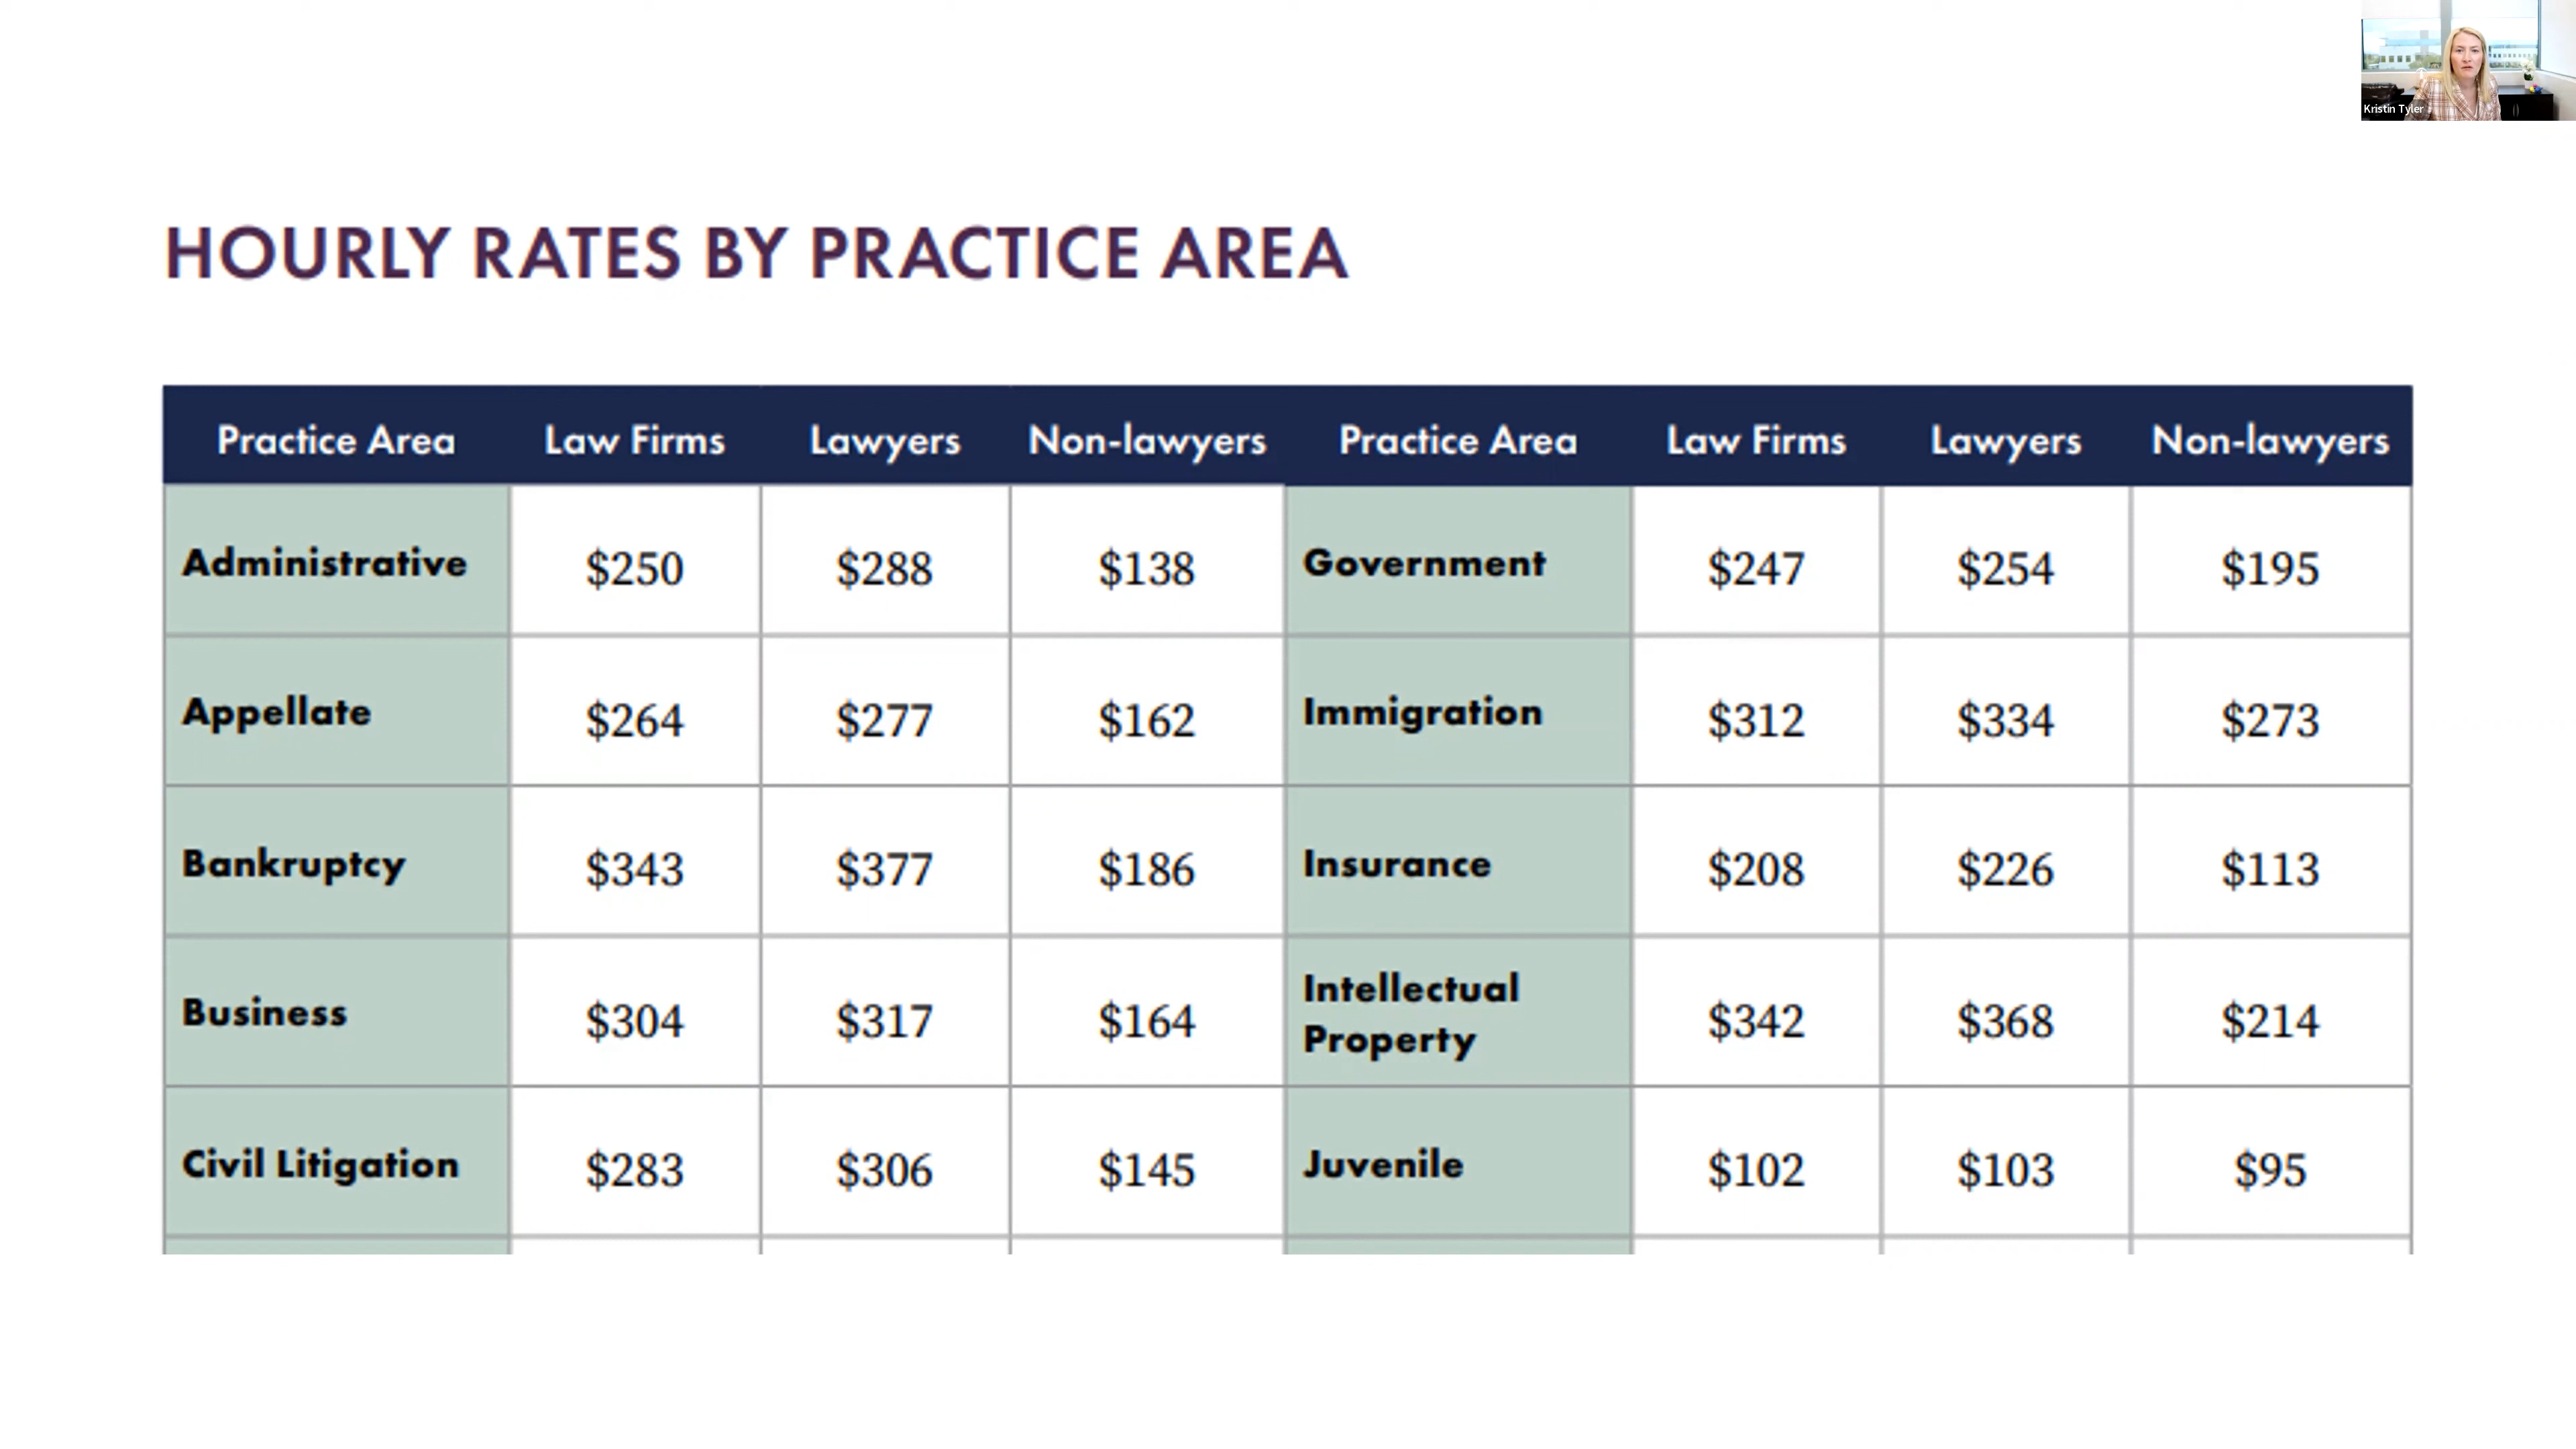 Kristin Tyler
HOURLY RATES BY PRACTICE AREA
Practice Area Law Firms Lawyers Non-lawyers Practice Area Law Firms Lawyers Non-lawyers
Administrative $250 $288 $138 Government $247 $254 $195
Appellate $264 $277 $162 Immigration $312 $334 $273
Bankruptcy $343 $377 $186 Insurance $208 $226 $113
Business $304 $317 $164 Intellectual
Property $342 $368 $214
Civil Litigation $283 $306 $145 Juvenile $102 $103 $95